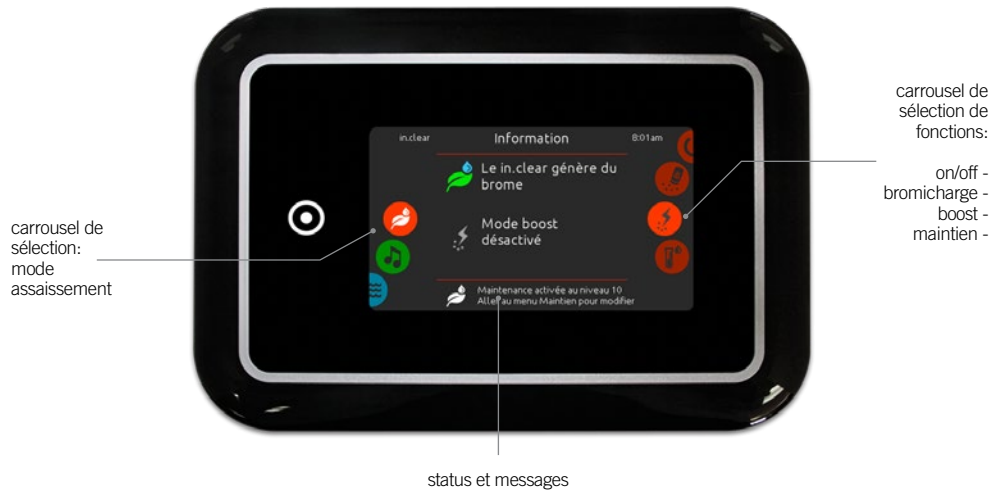 in.clear
Information
8:01am
Le in.clear génère du
brome
Mode boost
désactivé
Maintenance activée au niveau 10
Aller au menu Maintien pour modifier
carrousel de
sélection:
mode
assaissement
carrousel de
sélection de
fonctions:
on/off -
bromicharge -
boost -
maintien -
status et messages